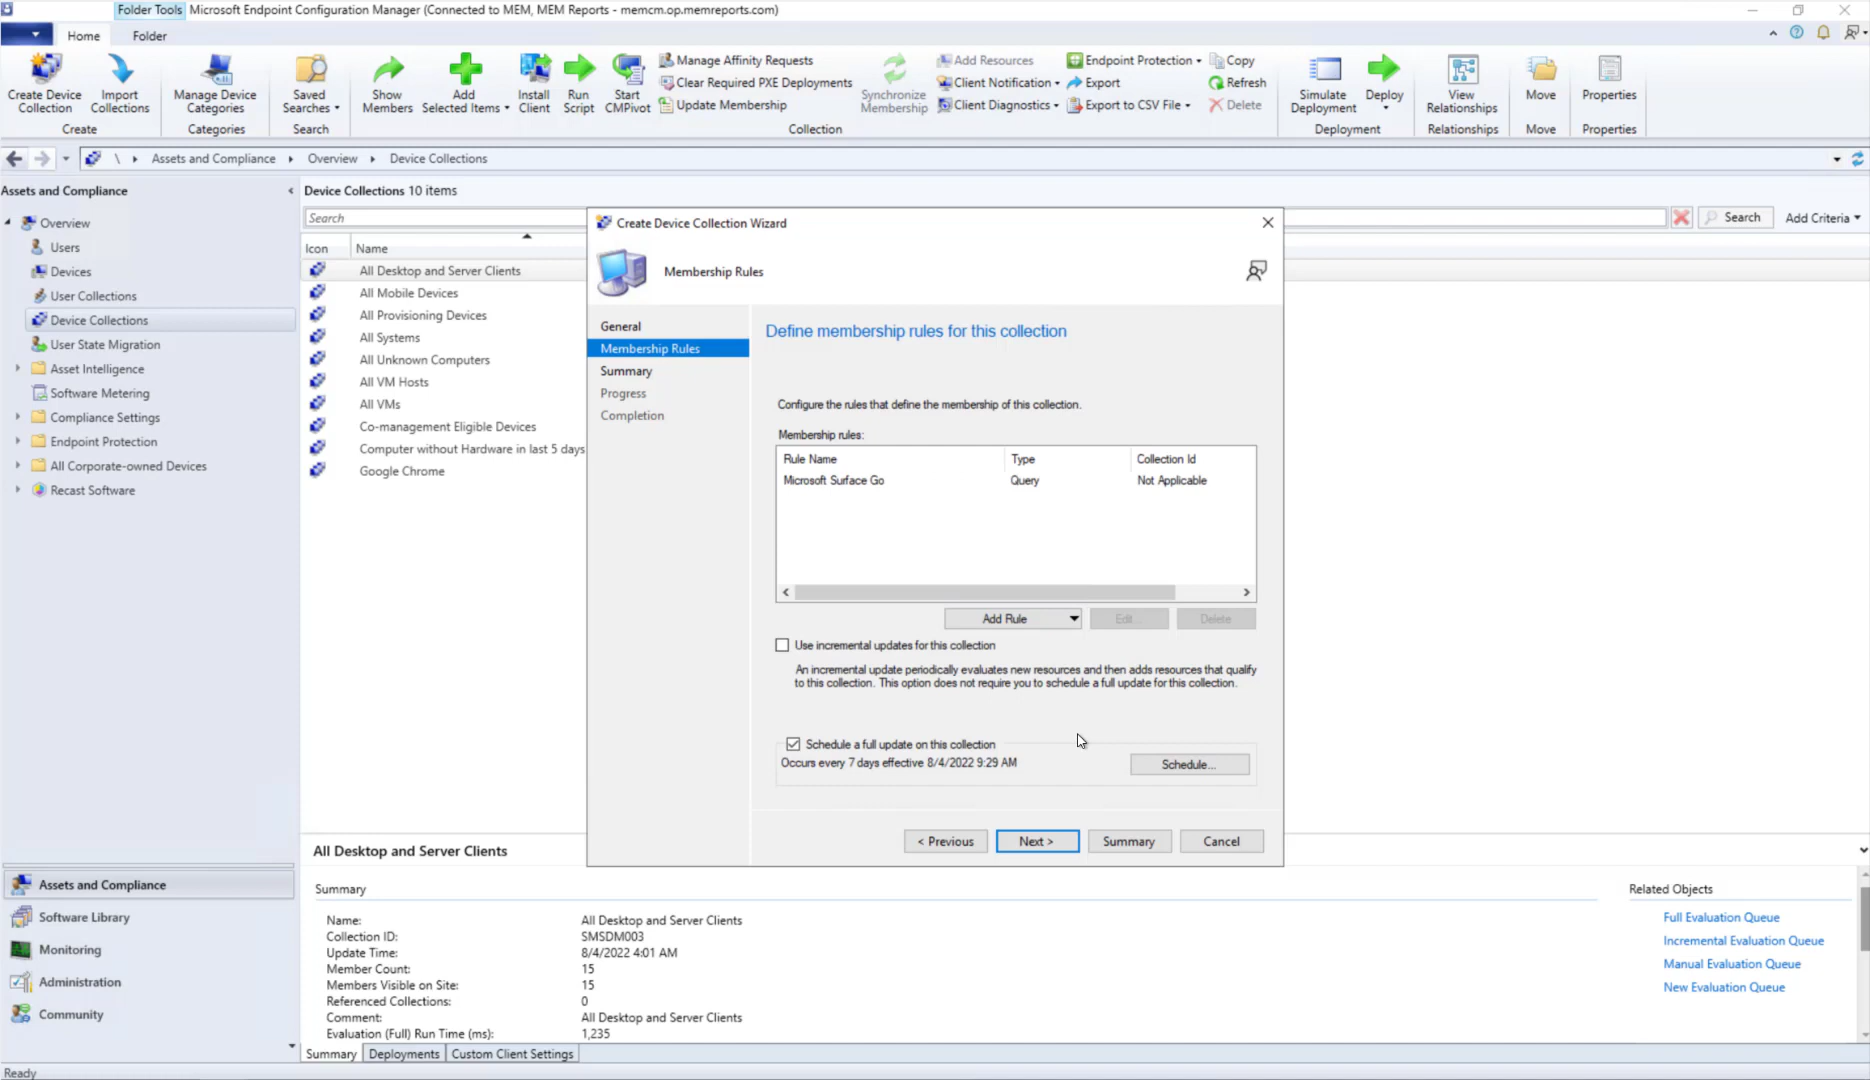 Folder Tools
Microsoft Endpoint Configuration Manager (Connected to MEM, MEM Reports - memcm.op.memreports.com)
Home
Folder
Create Device Collection
Import Collections
Create
Manage Device Categories
Categories
Saved Searches
Search
Show Members
Add Selected Items
Install Client
Run Script
Start CMPivot
Manage Affinity Requests
Clear Required PXE Deployments
Update Membership
Synchronize Membership
Add Resources
Client Notification
Client Diagnostics
Endpoint Protection
Export
Export to CSV File
Copy
Refresh
Delete
Collection
Simulate Deployment
Deploy
Deployment
View Relationships
Relationships
Move
Move
Properties
Properties
\ Assets and Compliance Overview Device Collections
Assets and Compliance
Overview
Users
Devices
User Collections
Device Collections
User State Migration
Asset Intelligence
Software Metering
Compliance Settings
Endpoint Protection
All Corporate-owned Devices
Recast Software
Device Collections 10 items
Search
Search
Add Criteria
Icon Name
All Desktop and Server Clients
All Mobile Devices
All Provisioning Devices
All Systems
All Unknown Computers
All VM Hosts
All VMs
Co-management Eligible Devices
Computer without Hardware in last 5 days
Google Chrome
Create Device Collection Wizard
Membership Rules
General
Membership Rules
Summary
Progress
Completion
Define membership rules for this collection
Configure the rules that define the membership of this collection.
Membership rules:
Rule Name Type Collection Id
Microsoft Surface Go Query Not Applicable
Add Rule
Edit...
Delete
Use incremental updates for this collection
An incremental update periodically evaluates new resources and then adds resources that qualify
to this collection. This option does not require you to schedule a full update for this collection.
Schedule a full update on this collection
Occurs every 7 days effective 8/4/2022 9:29 AM
Schedule...
< Previous
Next >
Summary
Cancel
Assets and Compliance
Software Library
Monitoring
Administration
Community
All Desktop and Server Clients
Summary
Name: All Desktop and Server Clients
Collection ID: SMSDM003
Update Time: 8/4/2022 4:01 AM
Member Count: 15
Members Visible on Site: 15
Referenced Collections: 0
Comment: All Desktop and Server Clients
Evaluation (Full) Run Time (ms): 1,235
Related Objects
Full Evaluation Queue
Incremental Evaluation Queue
Manual Evaluation Queue
New Evaluation Queue
Summary
Deployments
Custom Client Settings
Ready